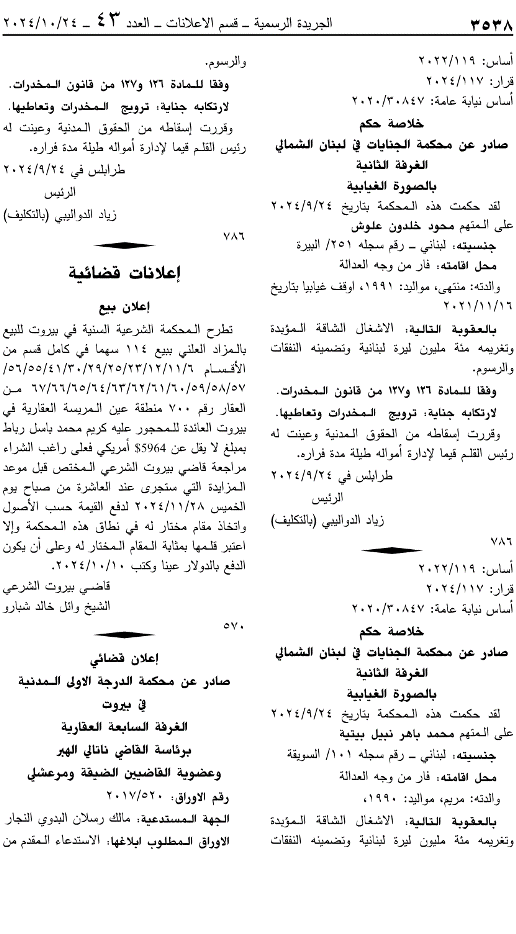 ٣٥٣٨
الجريدة الرسمية – قسم الاعلانات – العدد ٤٣ – ٢٠٢٤/١٠/٢٤
أساس: ٢٠٢٢/١١٩
قرار: ٢٠٢٤/١١٧
أساس نيابة عامة: ٢٠٢٠/٣٠٨٤٧
خلاصة حكم
صادر عن محكمة الجنايات في لبنان الشمالي
الغرفة الثانية
بالصورة الغيابية
لقد حكمت هذه المحكمة بتاريخ ٢٠٢٤/٩/٢٤
على المتهم محمود خلدون علوش
جنسيته: لبناني – رقم سجله ٢٥١/ البيرة
محل اقامته: فار من وجه العدالة
والدته: منتهى، مواليد: ١٩٩١، اوقف غيابيا بتاريخ
٢٠٢١/١١/١٦
بالعقوبة التالية: الاشغال الشاقة المؤبدة
وتغريمه مئة مليون ليرة لبنانية وتضمينه النفقات
والرسوم.
وفقا للمادة ١٢٦ و١٣٧ من قانون المخدرات.
لارتكابه جناية: ترويج المخدرات وتعاطيها.
وقررت إسقاطه من الحقوق المدنية وعينت له
رئيس القلم قيما لإدارة أمواله طيلة مدة فراره.
طرابلس في ٢٠٢٤/٩/٢٤
الرئيس
زياد الدواليبي (بالتكليف)
٧٨٦
أساس: ٢٠٢٢/١١٩
قرار: ٢٠٢٤/١١٧
أساس نيابة عامة: ٢٠٢٠/٣٠٨٤٧
خلاصة حكم
صادر عن محكمة الجنايات في لبنان الشمالي
الغرفة الثانية
بالصورة الغيابية
لقد حكمت هذه المحكمة بتاريخ ٢٠٢٤/٩/٢٤
على المتهم محمد باهر نبيل بيتية
جنسيته: لبناني – رقم سجله ١٠١/ السويقة
محل اقامته: فار من وجه العدالة
والدته: مريم، مواليد: ١٩٩٠،
بالعقوبة التالية: الاشغال الشاقة المؤبدة
وتغريمه مئة مليون ليرة لبنانية وتضمينه النفقات
والرسوم.
وفقا للمادة ١٢٦ و١٣٧ من قانون المخدرات.
لارتكابه جناية: ترويج المخدرات وتعاطيها.
وقررت إسقاطه من الحقوق المدنية وعينت له
رئيس القلم قيما لإدارة أمواله طيلة مدة فراره.
طرابلس في ٢٠٢٤/٩/٢٤
الرئيس
زياد الدواليبي (بالتكليف)
٧٨٦
إعلانات قضائية
إعلان بيع
تطرح المحكمة الشرعية السنية في بيروت للبيع
بالمزاد العلني ببيع ١١٤ سهما في كامل قسم من
الأقسام ٥٦/٥٥/٤١/٣٠/٢٩/٢٥/٢٣/١٢/١١/٦/
٦٧/٦٦/٦٥/٦٤/٦٣/٦٢/٦١/٦٠/٥٩/٥٨/٥٧ من
العقار رقم ٧٠٠ منطقة عين المريسة العقارية في
بيروت العائدة للمحجور عليه كريم محمد باسل رباط
بمبلغ لا يقل عن 5964$ أمريكي فعلى راغب الشراء
مراجعة قاضي بيروت الشرعي المختص قبل موعد
المزايدة التي ستجرى عند العاشرة من صباح يوم
الخميس ٢٠٢٤/١١/٢٨ لدفع القيمة حسب الأصول
واتخاذ مقام مختار له في نطاق هذه المحكمة وإلا
اعتبر قلمها بمثابة المقام المختار له وعلى أن يكون
الدفع بالدولار عينا وكتب ٢٠٢٤/١٠/١٠.
قاضي بيروت الشرعي
الشيخ وائل خالد شبارو
٥٧٠
إعلان قضائي
صادر عن محكمة الدرجة الاولى المدنية
في بيروت
الغرفة السابعة العقارية
برئاسة القاضي ناتالي الهبر
وعضوية القاضيين الضيقة ومرعشلي
رقم الاوراق: ٢٠١٧/٥٢٠
الجهة المستدعية: مالك رسلان البدوي النجار
الاوراق المطلوب ابلاغها: الاستدعاء المقدم من